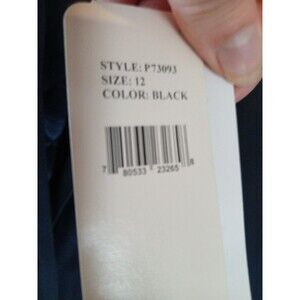 STYLE: P73093
SIZE: 12
COLOR: BLACK
7 80533 23265 8